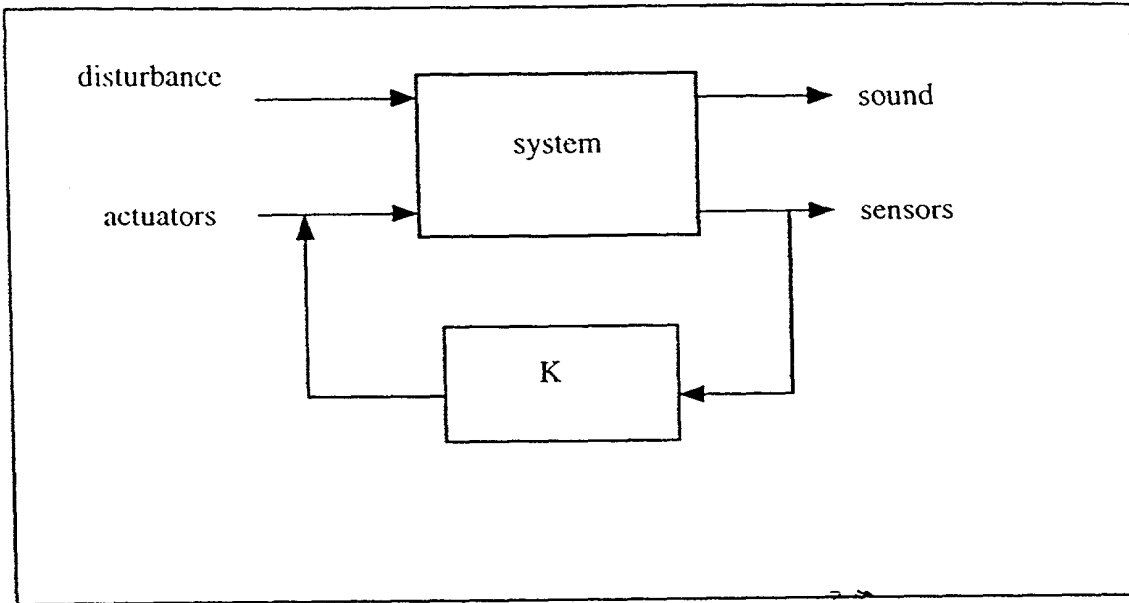 disturbance
sound
system
actuators
sensors
K